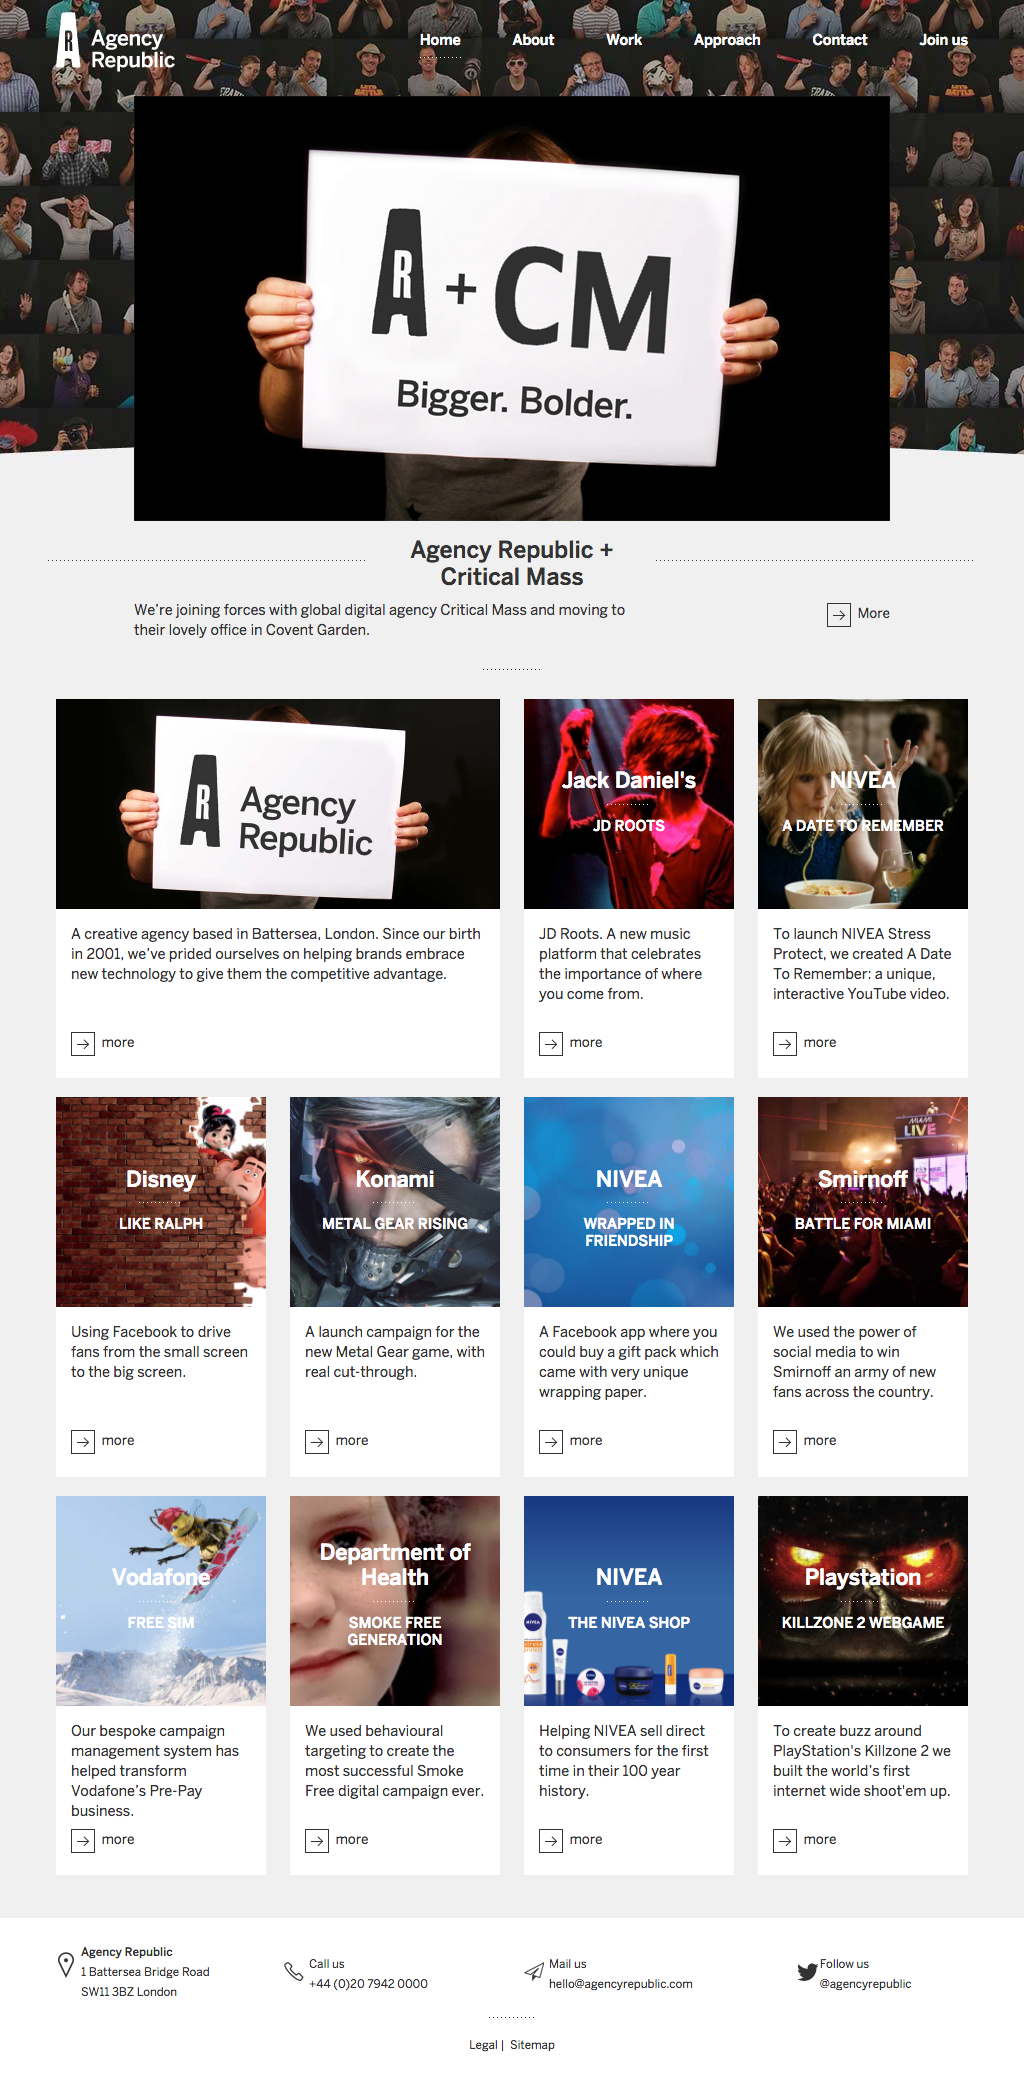 Agency
Republic
Home About Work Approach Contact Join us
R + CM
Bigger. Bolder.
Agency Republic +
Critical Mass
We're joining forces with global digital agency Critical Mass and moving to
their lovely office in Covent Garden.
More
Agency
Republic
A creative agency based in Battersea, London. Since our birth
in 2001, we've prided ourselves on helping brands embrace
new technology to give them the competitive advantage.
more
Jack Daniel's
JD ROOTS
JD Roots. A new music
platform that celebrates
the importance of where
you come from.
more
NIVEA
A DATE TO REMEMBER
To launch NIVEA Stress
Protect, we created A Date
To Remember: a unique,
interactive YouTube video.
more
Disney
LIKE RALPH
Using Facebook to drive
fans from the small screen
to the big screen.
more
Konami
METAL GEAR RISING
A launch campaign for the
new Metal Gear game, with
real cut-through.
more
NIVEA
WRAPPED IN
FRIENDSHIP
A Facebook app where you
could buy a gift pack which
came with very unique
wrapping paper.
more
MIAMI
LIVE
Smirnoff
BATTLE FOR MIAMI
We used the power of
social media to win
Smirnoff an army of new
fans across the country.
more
Vodafone
FREE SIM
Our bespoke campaign
management system has
helped transform
Vodafone's Pre-Pay
business.
more
Department of
Health
SMOKE FREE
GENERATION
We used behavioural
targeting to create the
most successful Smoke
Free digital campaign ever.
more
NIVEA
THE NIVEA SHOP
NIVEA
Helping NIVEA sell direct
to consumers for the first
time in their 100 year
history.
more
Playstation
KILLZONE 2 WEBGAME
To create buzz around
PlayStation's Killzone 2 we
built the world's first
internet wide shoot'em up.
more
Agency Republic
1 Battersea Bridge Road
SW11 3BZ London
Call us
+44 (0)20 7942 0000
Mail us
hello@agencyrepublic.com
Follow us
@agencyrepublic
Legal | Sitemap